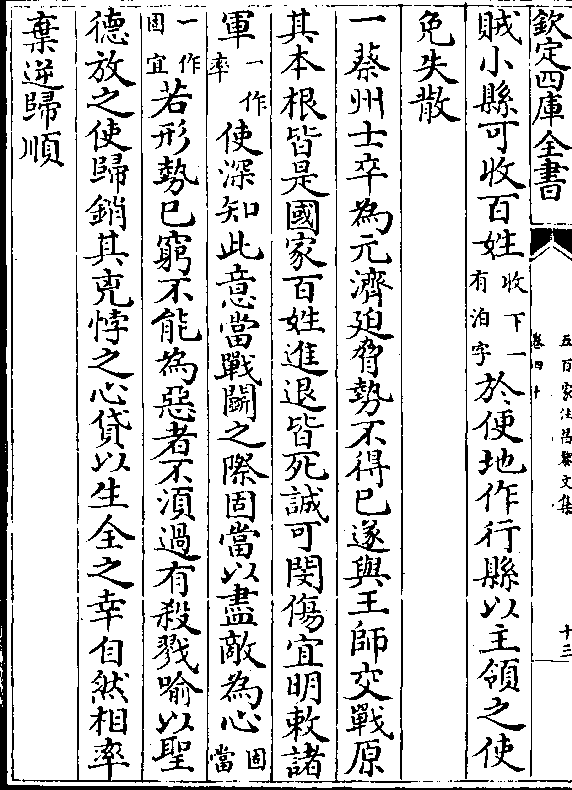 欽定四庫全書
五百家注昌黎文集
卷四十
十三
賊小縣可收百姓收下一有泊字於便地作行縣以主領之使
免失散
一蔡州士卒為元濟迫脅勢不得已遂與王師交戰原
其本根皆是國家百姓進退皆死誠可閔傷宜明敕諸
軍一作率使深知此意當戰鬬之際固當以盡敵為心固當
一作固宜若形勢已窮不能為惡者不湏過有殺戮喻以聖
德放之使歸銷其兇悖之心貸以生全之幸自然相率
棄逆歸順